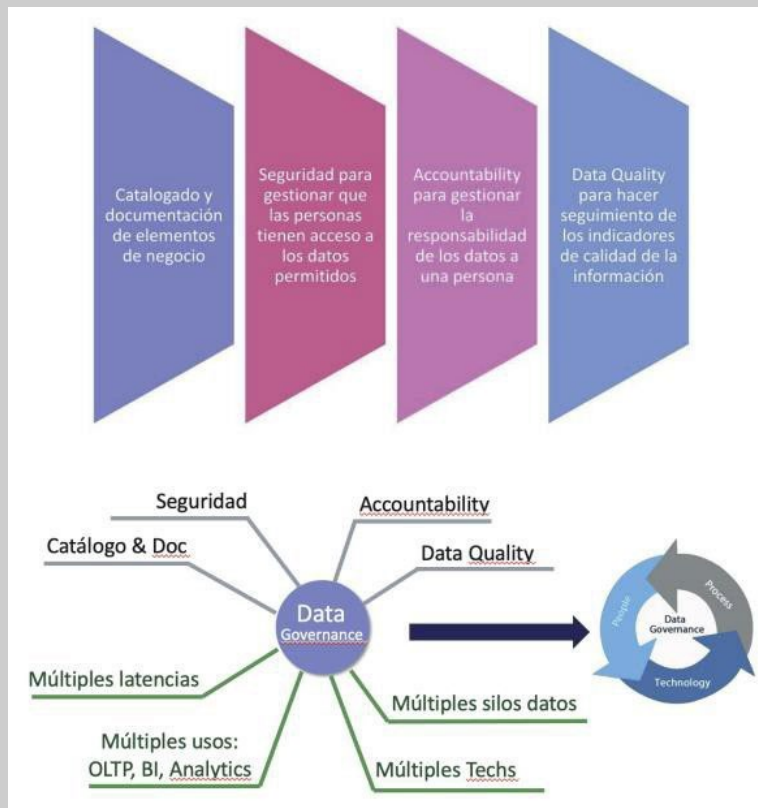 Catalogado y
documentación
de elementos
de negocio
Seguridad para
gestionar que
las personas
tienen acceso a
los datos
permitidos
Accountability
para gestionar
la
responsabilidad
de los datos a
una persona
Data Quality
para hacer
seguimiento de
los indicadores
de calidad de la
información
Seguridad
Accountability
Catálogo & Doc
Data Quality
Data
Governance
Múltiples latencias
Múltiples silos datos
Múltiples usos:
OLTP, BI, Analytics
Múltiples Techs
People
Process
Data
Governance
Technology